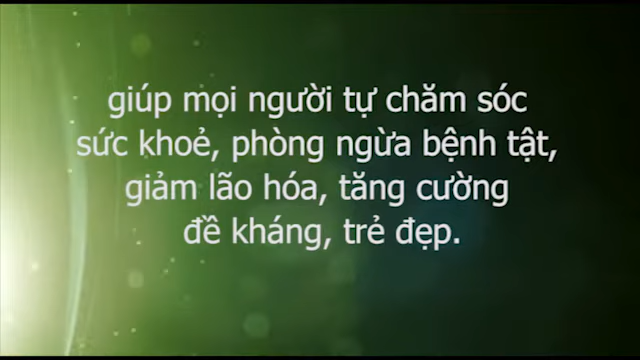 giúp mọi người tự chăm sóc
sức khoẻ, phòng ngừa bệnh tật,
giảm lão hóa, tăng cường
đề kháng, trẻ đẹp.